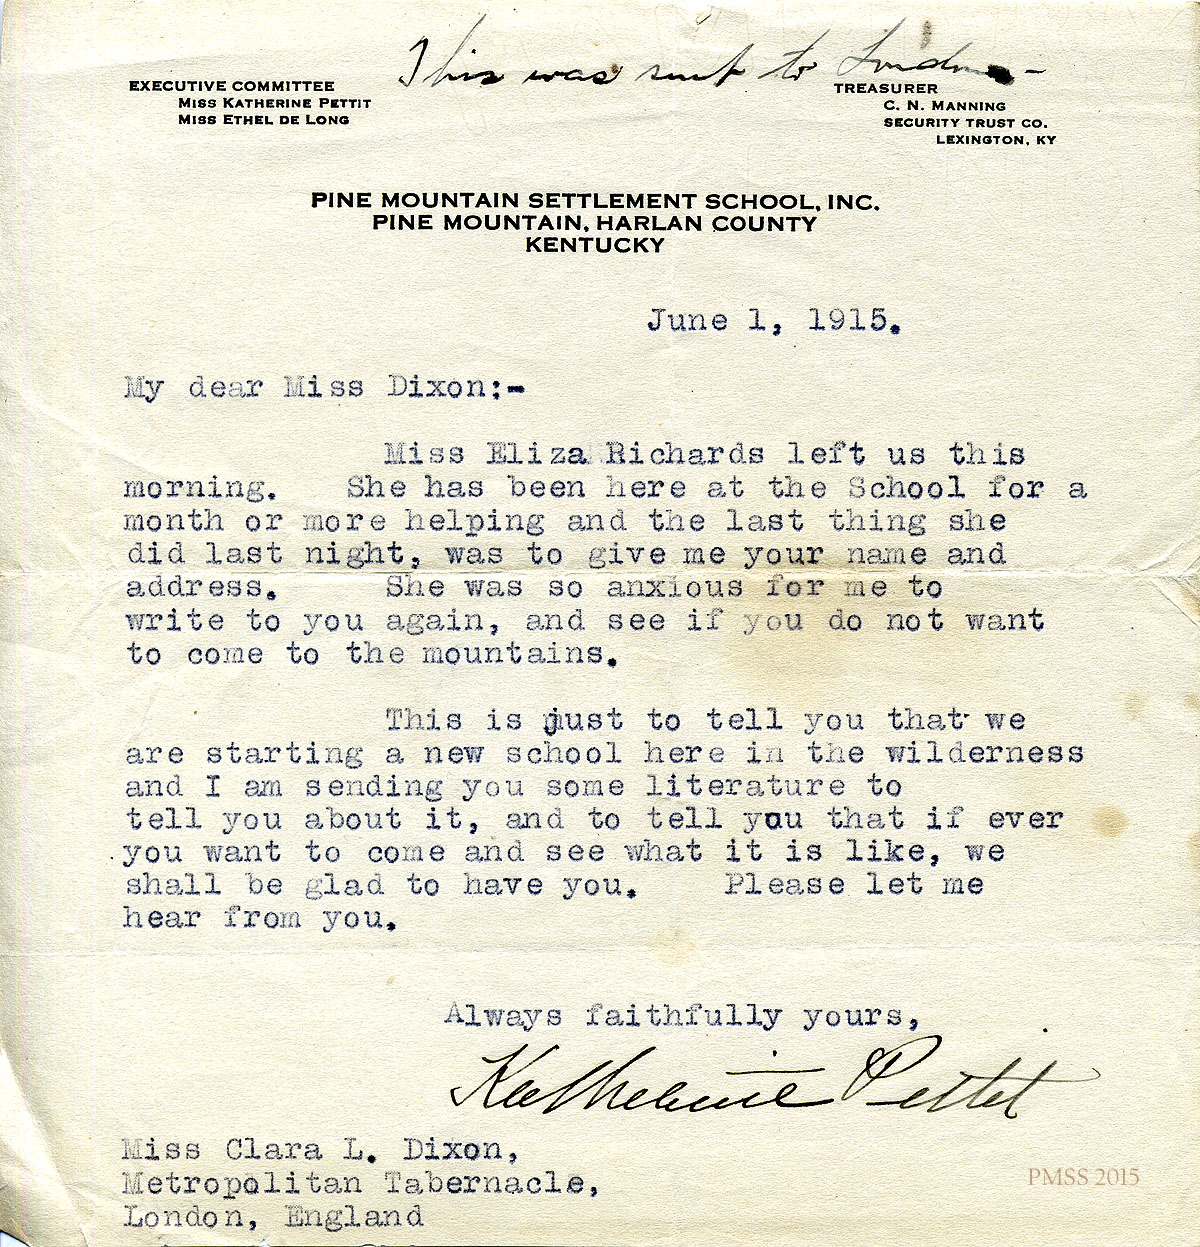 This was sent to London-
EXECUTIVE COMMITTEE
MISS KATHERINE PETTIT
MISS ETHEL DE LONG
TREASURER
C. N. MANNING
SECURITY TRUST CO.
LEXINGTON, KY
PINE MOUNTAIN SETTLEMENT SCHOOL, INC.
PINE MOUNTAIN, HARLAN COUNTY
KENTUCKY
June 1, 1915.
My dear Miss Dixon:-
Miss Eliza Richards left us this
morning. She has been here at the School for a
month or more helping and the last thing she
did last night, was to give me your name and
address. She was so anxious for me to
write to you again, and see if you do not want
to come to the mountains.
This is just to tell you that we
are starting a new school here in the wilderness
and I am sending you some literature to
tell you about it, and to tell you that if ever
you want to come and see what it is like, we
shall be glad to have you. Please let me
hear from you.
Always faithfully yours,
Katherine Pettit
Miss Clara L. Dixon,
Metropolitan Tabernacle,
London, England
PMSS 2015